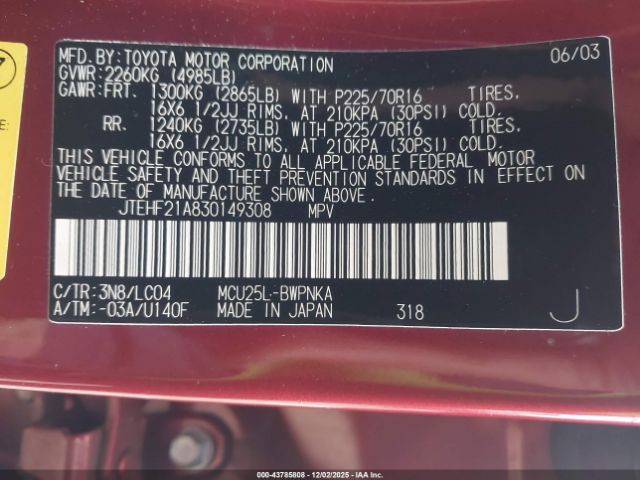 MFD.BY:TOYOTA MOTOR CORPORATION 06/03
GVWR:2260KG (4985LB)
GAWR:FRT. 1300KG (2865LB) WITH P225/70R16 TIRES.
16X6 1/2JJ RIMS, AT 210KPA (30PSI) COLD.
RR. 1240KG (2735LB) WITH P225/70R16 TIRES.
16X6 1/2JJ RIMS, AT 210KPA (30PSI) COLD.
THIS VEHICLE CONFORMS TO ALL APPLICABLE FEDERAL MOTOR
VEHICLE SAFETY AND THEFT PREVENTION STANDARDS IN EFFECT ON
THE DATE OF MANUFACTURE SHOWN ABOVE.
JTEHF21A830149308 MPV
C/TR:3N8/LC04 MCU25L-BWPNKA
A/TM:-03A/U140F MADE IN JAPAN 318 J
7
E:
000-43785808 - 12/02/2025 - IAA, Inc.